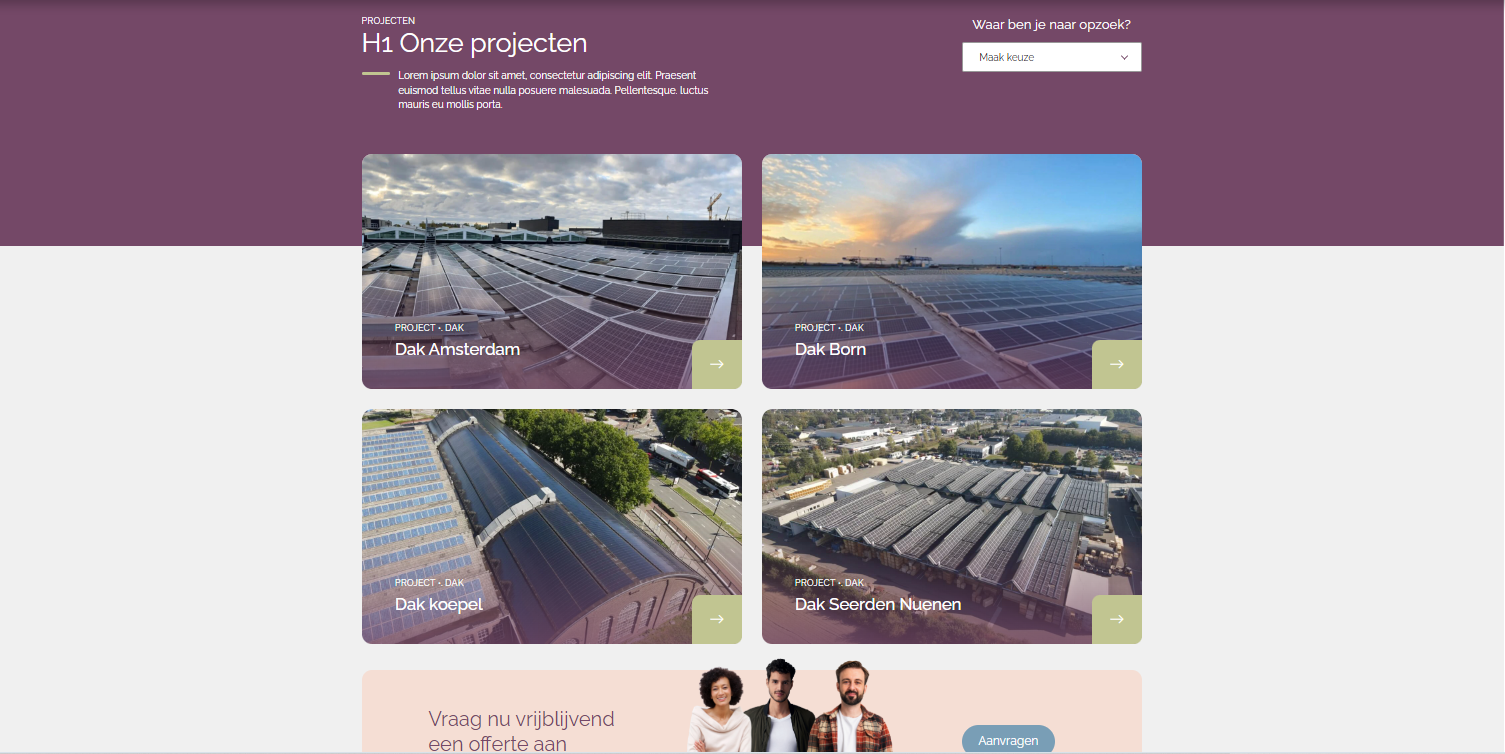 PROJECTEN
H1 Onze projecten
Lorem ipsum dolor sit amet, consectetur adipiscing elit. Praesent
euismod tellus vitae nulla posuere malesuada. Pellentesque. luctus
mauris eu mollis porta.
Waar ben je naar opzoek?
Maak keuze
PROJECT •. DAK
Dak Amsterdam
PROJECT •. DAK
Dak Born
PROJECT •. DAK
Dak koepel
PROJECT •. DAK
Dak Seerden Nuenen
Vraag nu vrijblijvend
een offerte aan
Aanvragen